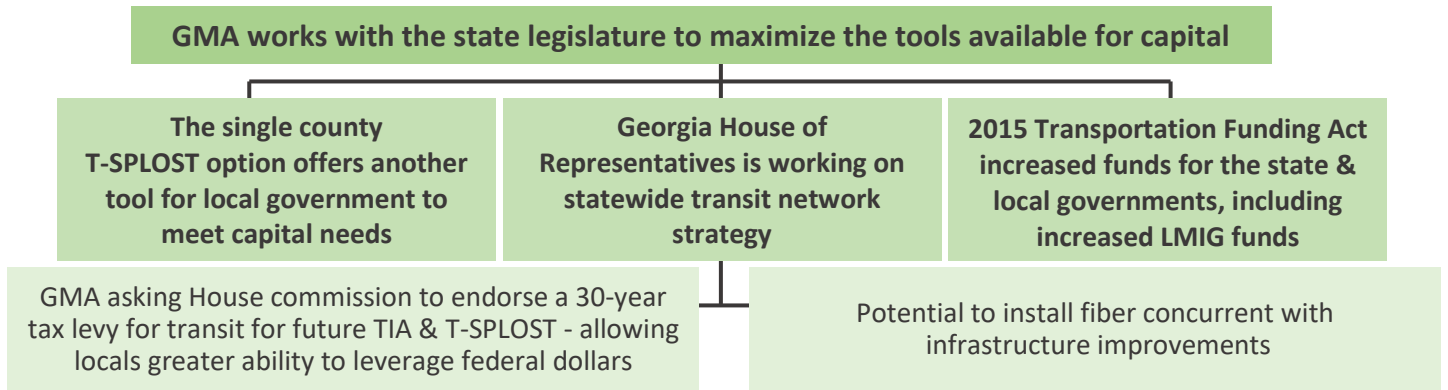 GMA works with the state legislature to maximize the tools available for capital
The single county
T-SPLOST option offers another
tool for local government to
meet capital needs
Georgia House of
Representatives is working on
statewide transit network
strategy
2015 Transportation Funding Act
increased funds for the state &
local governments, including
increased LMIG funds
GMA asking House commission to endorse a 30-year
tax levy for transit for future TIA & T-SPLOST - allowing
locals greater ability to leverage federal dollars
Potential to install fiber concurrent with
infrastructure improvements